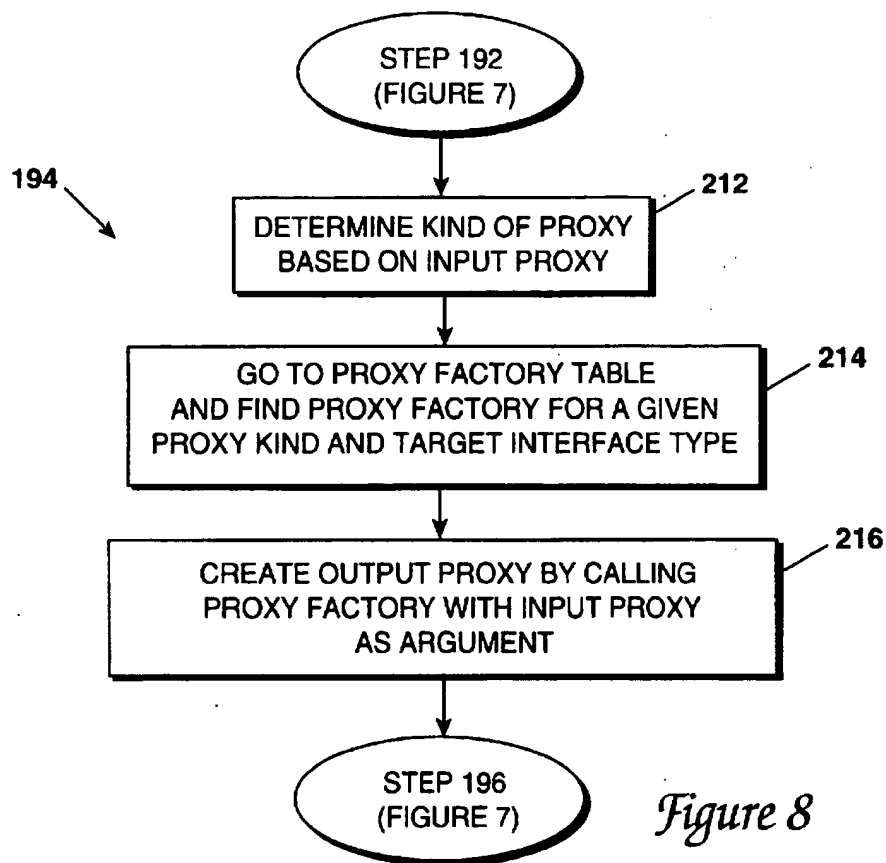 STEP 192
(FIGURE 7)
194
212
DETERMINE KIND OF PROXY
BASED ON INPUT PROXY
214
GO TO PROXY FACTORY TABLE
AND FIND PROXY FACTORY FOR A GIVEN
PROXY KIND AND TARGET INTERFACE TYPE
216
CREATE OUTPUT PROXY BY CALLING
PROXY FACTORY WITH INPUT PROXY
AS ARGUMENT
STEP 196
(FIGURE 7)
Figure 8